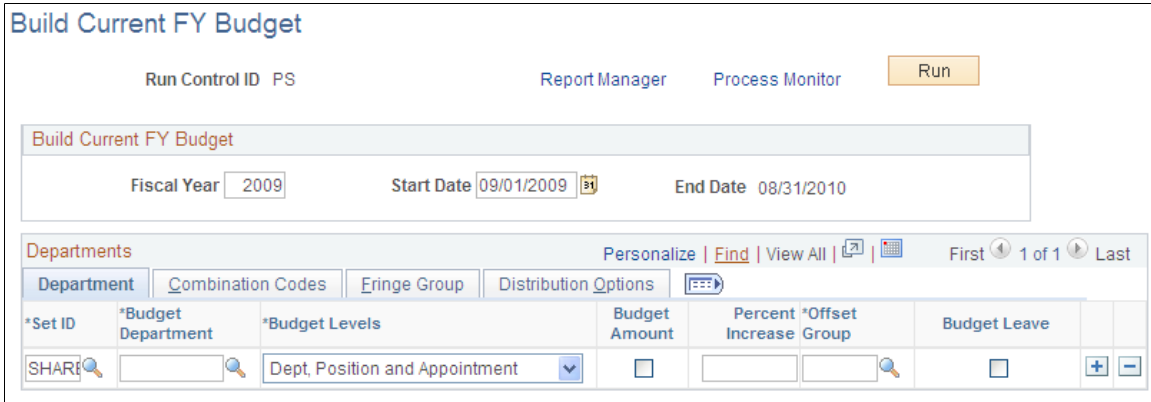 Build Current FY Budget
Run Control ID PS Report Manager Process Monitor Run
Build Current FY Budget
Fiscal Year 2009 Start Date 09/01/2009 31 End Date 08/31/2010
Departments Personalize | Find | View All | | First 1 of 1 Last
Department Combination Codes Fringe Group Distribution Options
*Set ID *Budget Department *Budget Levels Budget Amount Percent Increase *Offset Group Budget Leave
SHARE Dept, Position and Appointment